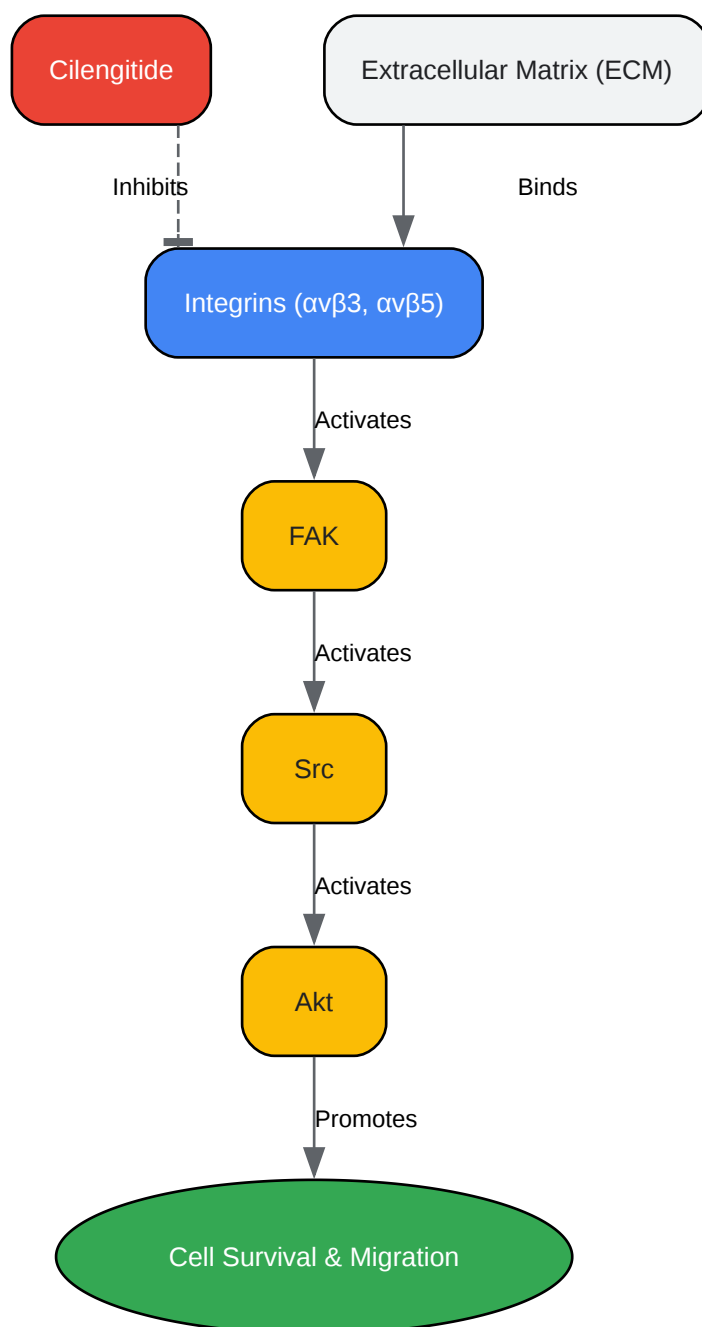 Cilengitide
Extracellular Matrix (ECM)
Inhibits
Binds
Integrins (αvβ3, αvβ5)
Activates
FAK
Activates
Src
Activates
Akt
Promotes
Cell Survival & Migration